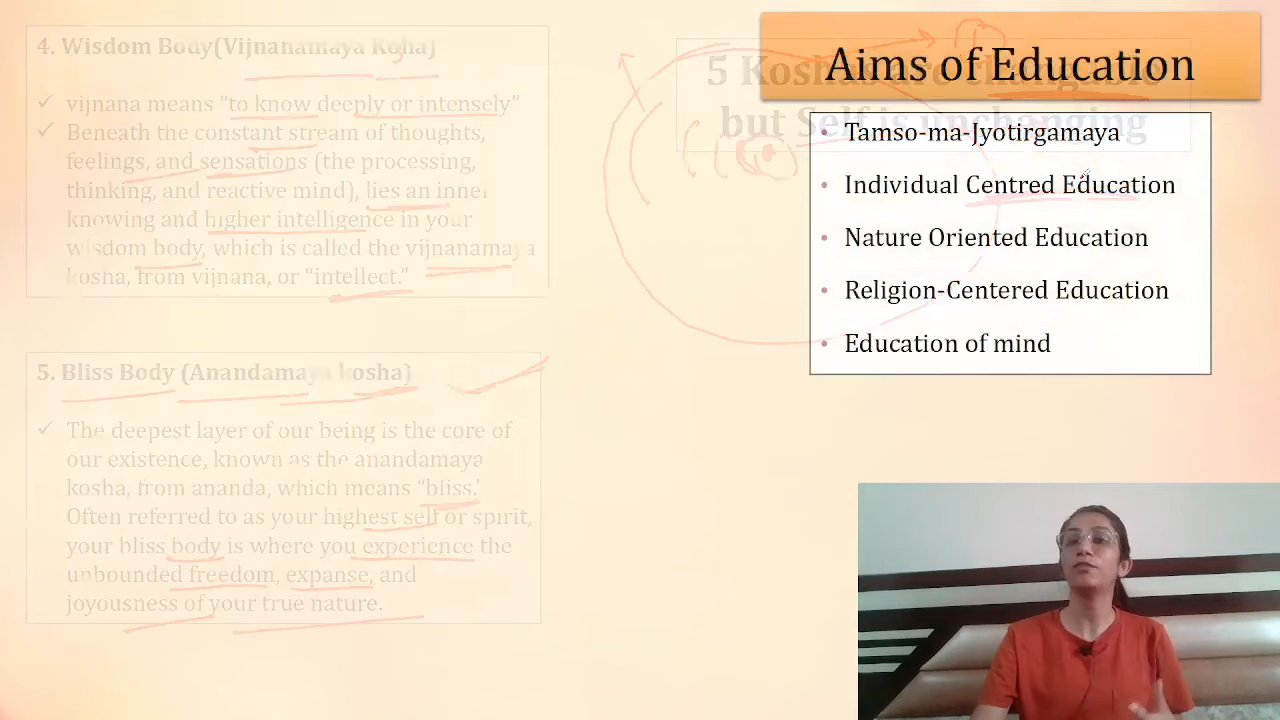 4. Wisdom Body(Vijnanamaya Kosha)
✓ vijnana means “to know deeply or intensely”
✓ Beneath the constant stream of thoughts,
feelings, and sensations (the processing,
thinking, and reactive mind), lies an inner
knowing and higher intelligence in your
wisdom body, which is called the vijnanamaya
kosha, from vijnana, or “intellect.”
5. Bliss Body (Anandamaya kosha)
✓ The deepest layer of our being is the core of
our existence, known as the anandamaya
kosha, from ananda, which means “bliss.’
Often referred to as your highest self or spirit,
your bliss body is where you experience the
unbounded freedom, expanse, and
joyousness of your true nature.
5 Koshas are changable
but Self is unchanging
Aims of Education
• Tamso-ma-Jyotirgamaya
• Individual Centred Education
• Nature Oriented Education
• Religion-Centered Education
• Education of mind